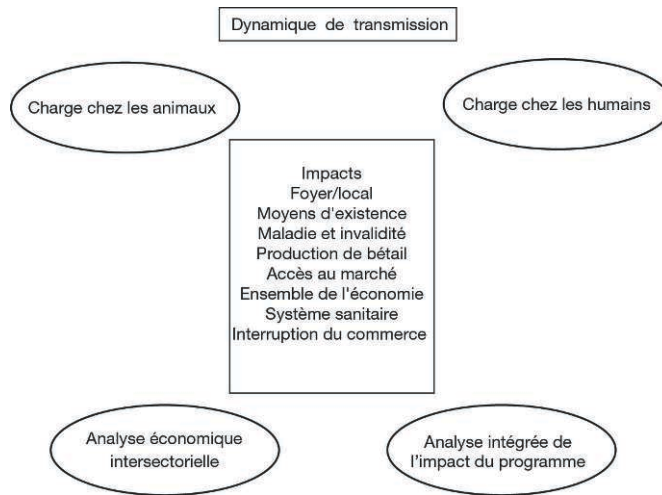 Dynamique de transmission
Charge chez les animaux
Charge chez les humains
Impacts
Foyer/local
Moyens d'existence
Maladie et invalidité
Production de bétail
Accès au marché
Ensemble de l'économie
Système sanitaire
Interruption du commerce
Analyse économique
intersectorielle
Analyse intégrée de
l'impact du programme